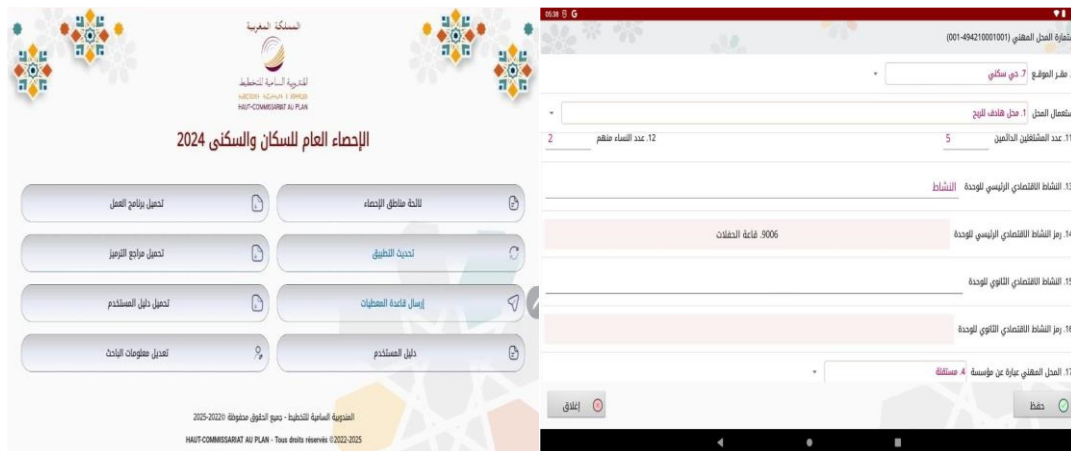 المملكة المغربية
المندوبية السامية للتخطيط
HAUT-COMMISSARIAT AU PLAN
الإحصاء العام للسكان والسكنى 2024
لائحة مناطق الإحصاء
تحميل برنامج العمل
تحديث التطبيق
تحميل مراجع الترميز
إرسال قاعدة المعطيات
تحميل دليل المستخدم
دليل المستخدم
تعديل معلومات الباحث
المندوبية السامية للتخطيط - جميع الحقوق محفوظة ©2022-2025
HAUT-COMMISSARIAT AU PLAN - Tous droits réservés ©2022-2025
05:38 G
ستمارة المحل المهني (494210001001-001)
. مقر الموقع 7. حي سكني
ستعمال المحل 1. محل هادف للربح
11. عدد المشتغلين الدائمين 5 12. عدد النساء منهم 2
13. النشاط الاقتصادي الرئيسي للوحدة النشاط
14. رمز النشاط الاقتصادي الرئيسي للوحدة 9006. قاعة الحفلات
15. النشاط الاقتصادي الثانوي للوحدة
16. رمز النشاط الاقتصادي الثانوي للوحدة
17. المحل المهني عبارة عن مؤسسة 4. مستقلة
حفظ
إغلاق